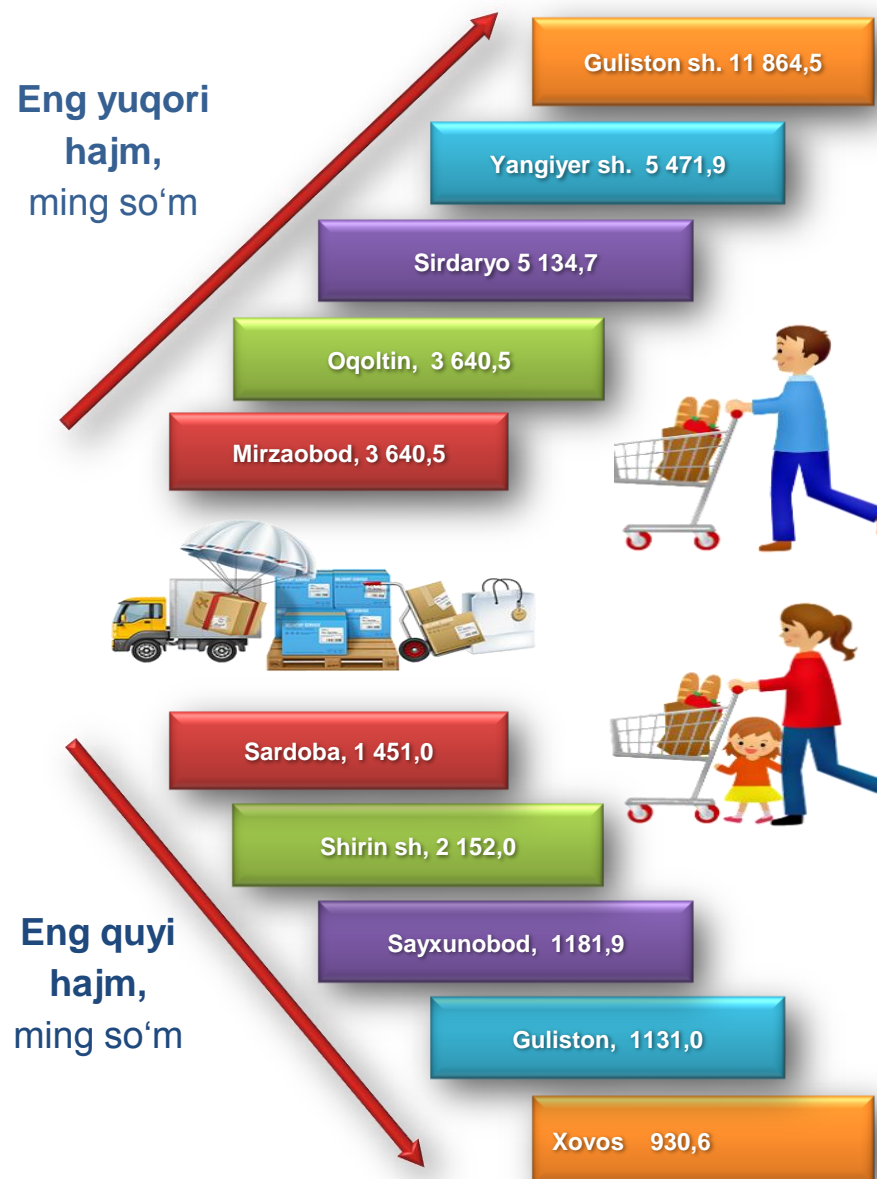 Eng yuqori
hajm,
ming so‘m
Guliston sh. 11 864,5
Yangiyer sh. 5 471,9
Sirdaryo 5 134,7
Oqoltin, 3 640,5
Mirzaobod, 3 640,5
Eng quyi
hajm,
ming so‘m
Sardoba, 1 451,0
Shirin sh, 2 152,0
Sayxunobod, 1181,9
Guliston, 1131,0
Xovos 930,6